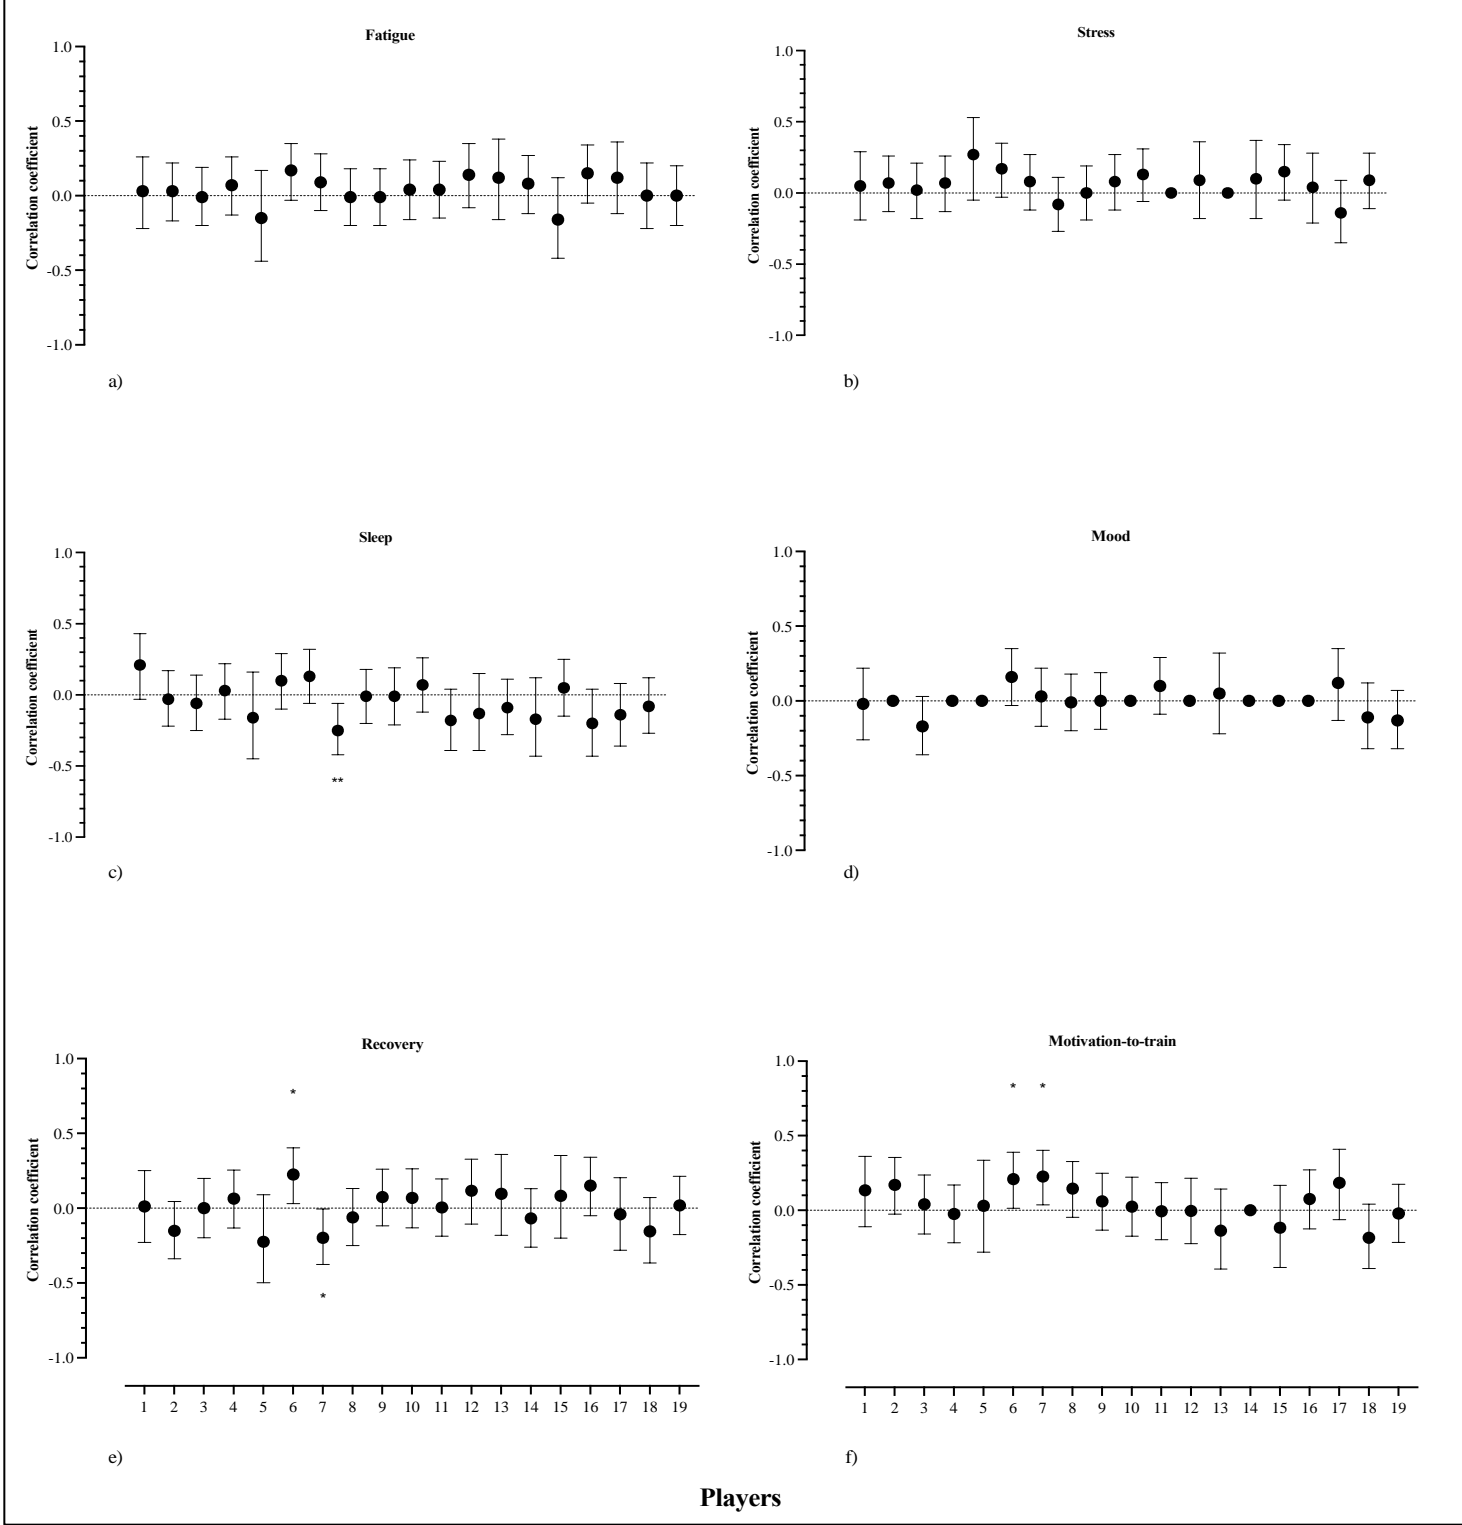 Fatigue
1.0
0.5
0.0
-0.5
-1.0
Correlation coefficient
a)
Stress
1.0
0.5
0.0
-0.5
-1.0
Correlation coefficient
b)
Sleep
1.0
0.5
0.0
-0.5
-1.0
Correlation coefficient
**
c)
Mood
1.0
0.5
0.0
-0.5
-1.0
Correlation coefficient
d)
Recovery
1.0
0.5
0.0
-0.5
-1.0
Correlation coefficient
*
*
1 2 3 4 5 6 7 8 9 10 11 12 13 14 15 16 17 18 19
e)
Motivation-to-train
1.0
0.5
0.0
-0.5
-1.0
Correlation coefficient
* *
1 2 3 4 5 6 7 8 9 10 11 12 13 14 15 16 17 18 19
f)
Players